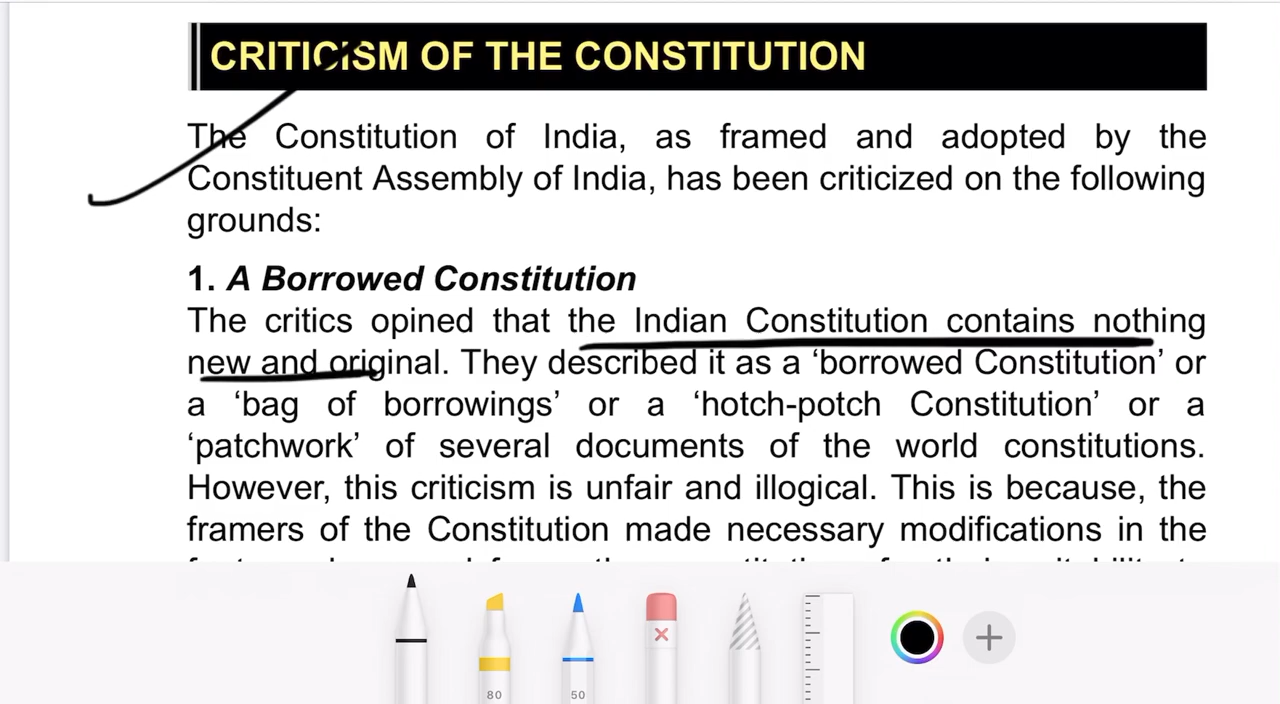 CRITICISM OF THE CONSTITUTION
The Constitution of India, as framed and adopted by the
Constituent Assembly of India, has been criticized on the following
grounds:
1. A Borrowed Constitution
The critics opined that the Indian Constitution contains nothing
new and original. They described it as a ‘borrowed Constitution’ or
a ‘bag of borrowings’ or a ‘hotch-potch Constitution’ or a
‘patchwork’ of several documents of the world constitutions.
However, this criticism is unfair and illogical. This is because, the
framers of the Constitution made necessary modifications in the
80 50